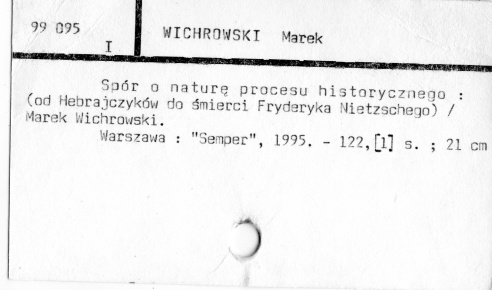 99 095
I
WICHROWSKI Marek
Spór o naturę procesu historycznego :
(od Hebrajczyków do śmierci Fryderyka Nietzschego) /
Marek Wichrowski.
Warszawa : "Semper", 1995. - 122,[1] s. ; 21 cm